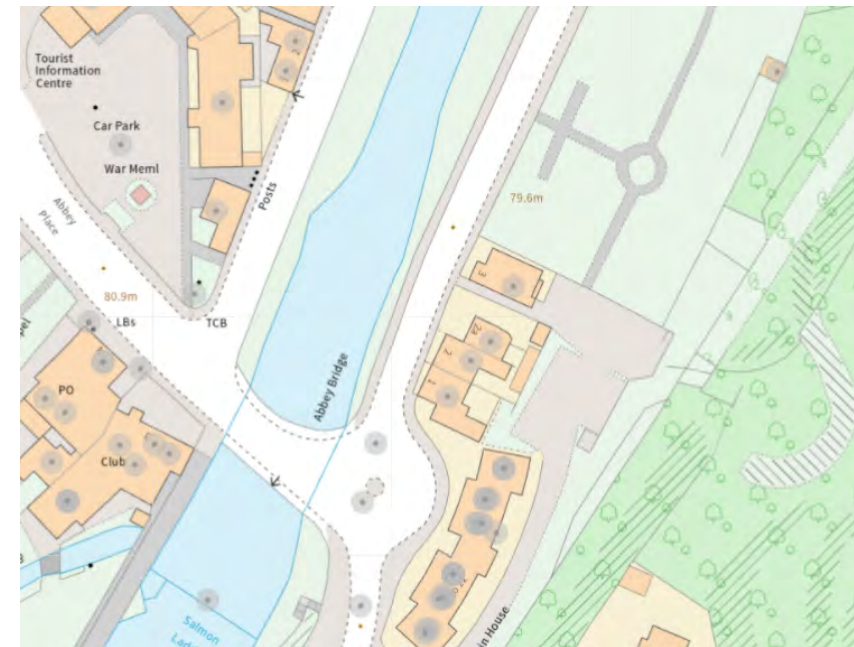 Tourist
Information
Centre
Car Park
War Meml
Posts
Abbey
Place
79.6m
80.9m
LBs
TCB
3
2a
2
1
Abbey Bridge
PO
Club
Salmon
in House